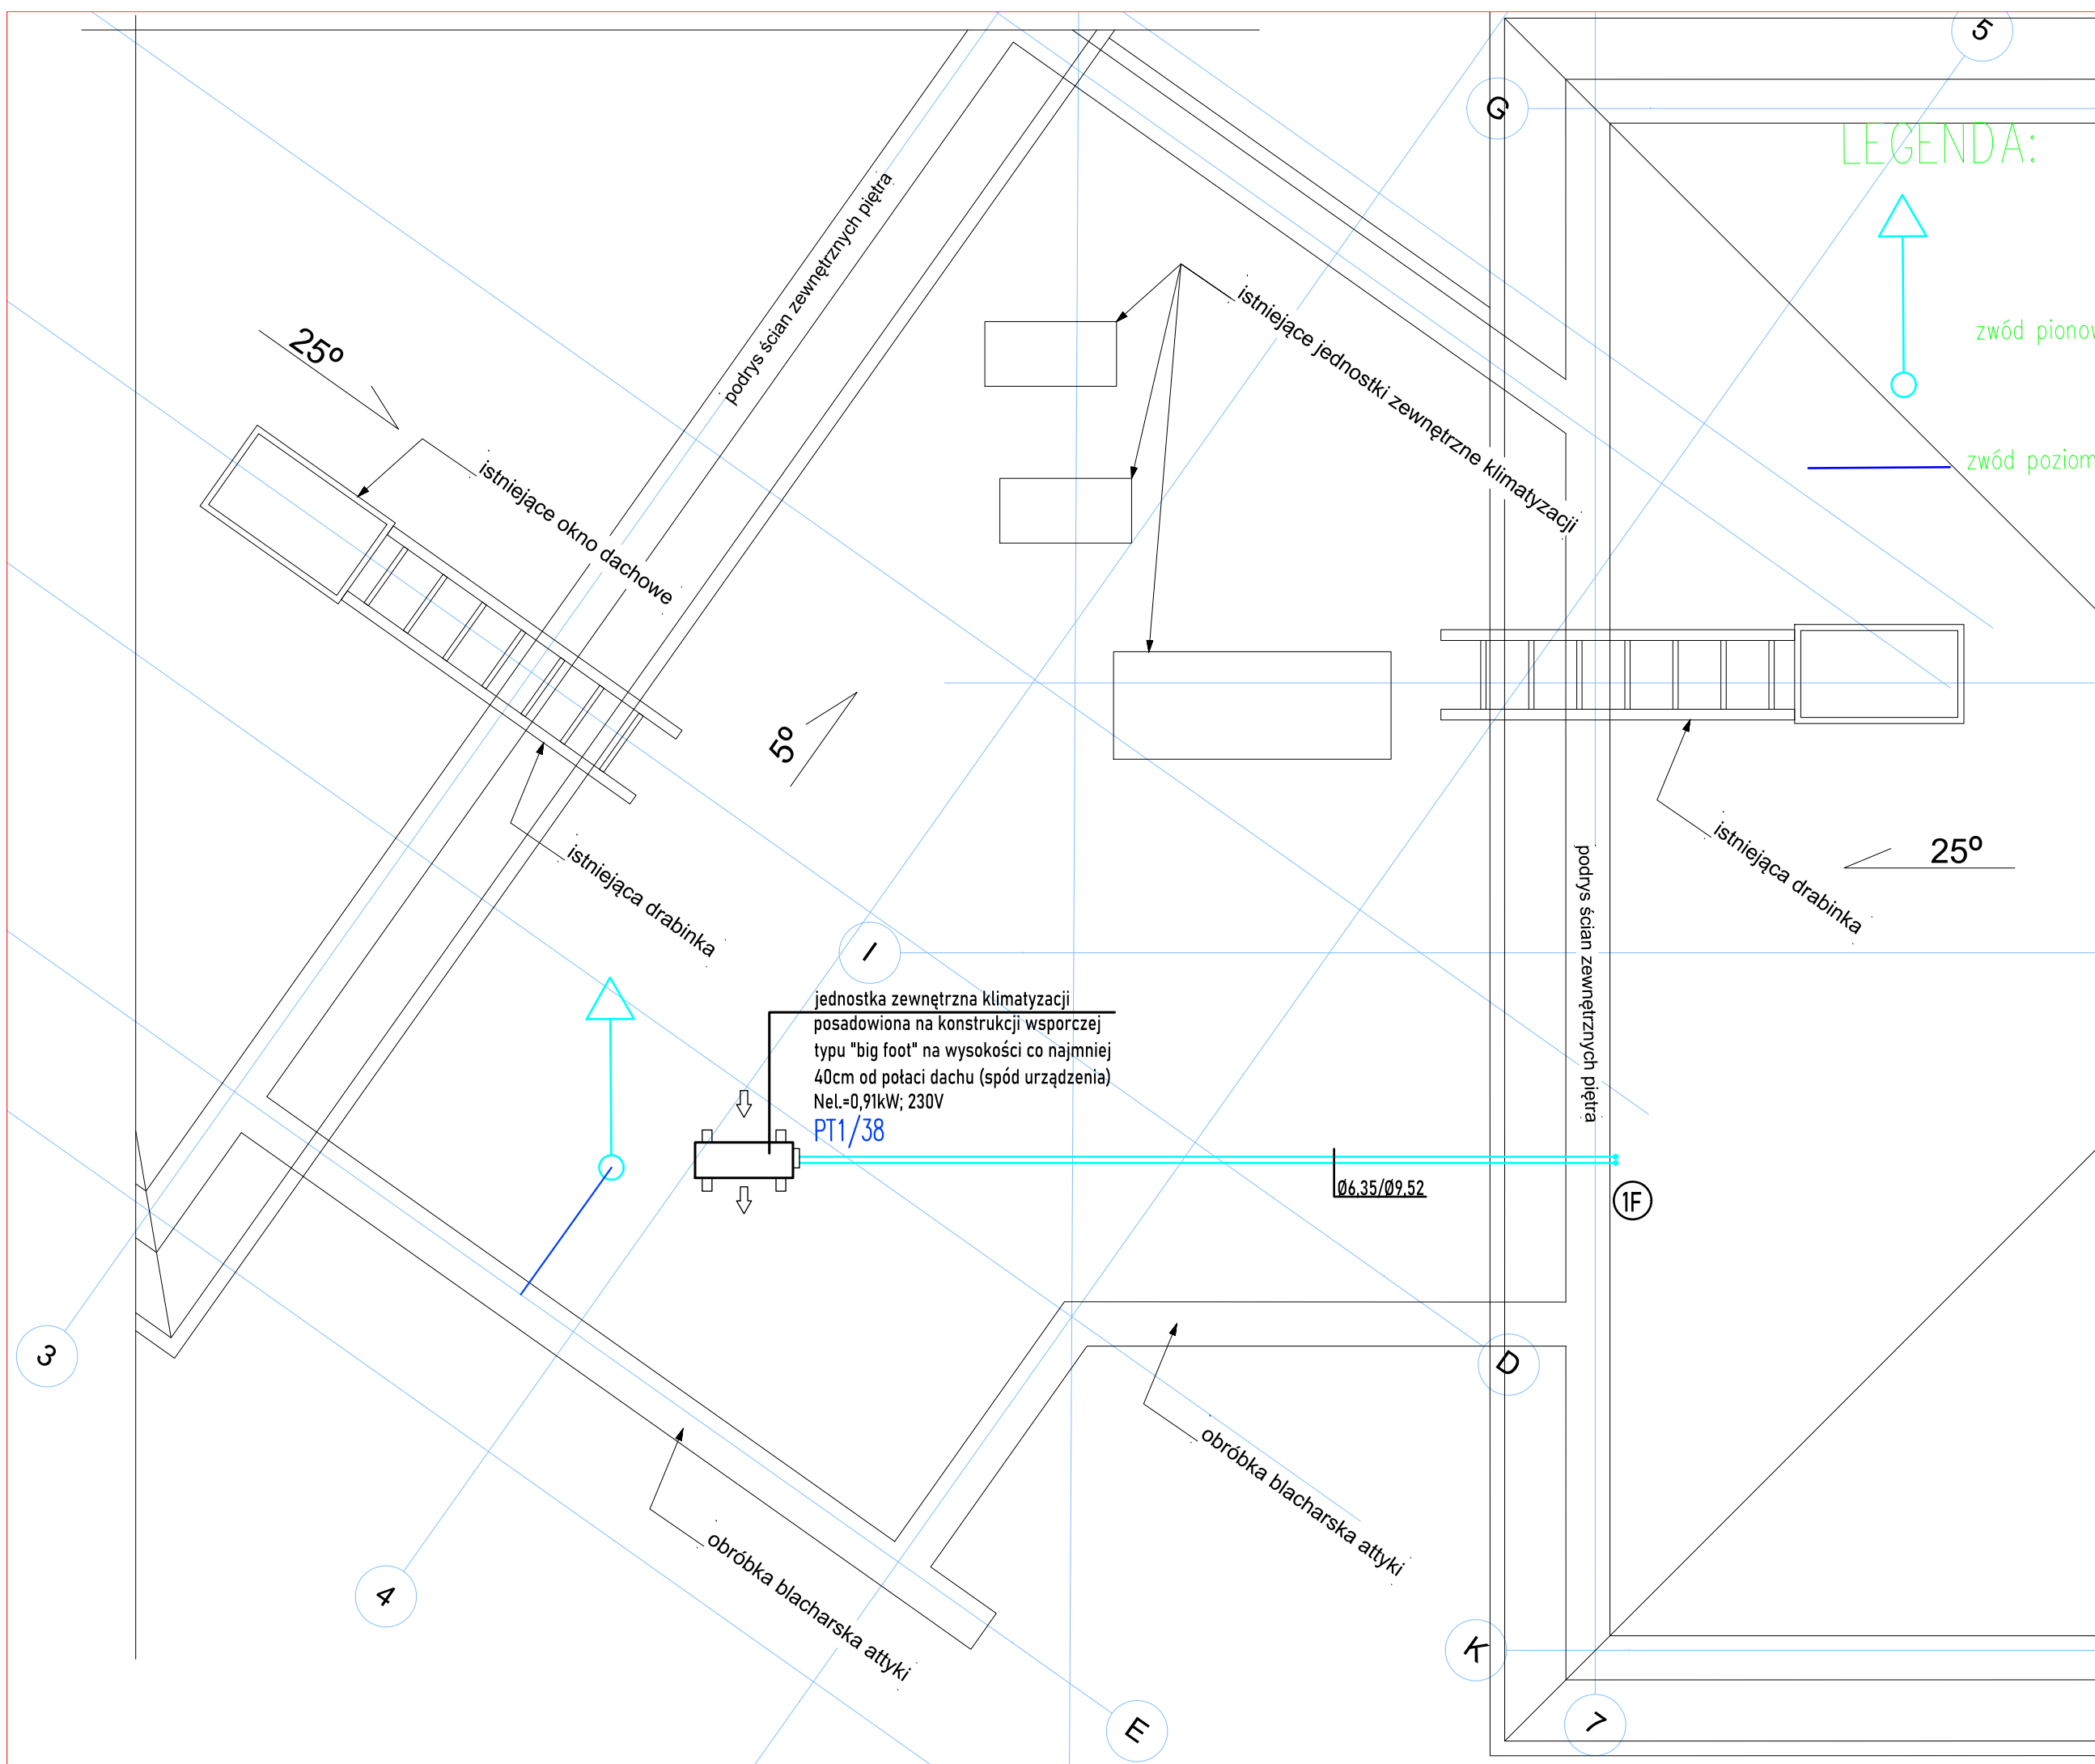 5
G
LEGENDA:
podrys ścian zewnętrznych piętra
istniejące jednostki zewnętrzne klimatyzacji
25º
zwód pionow
zwód poziom
istniejące okno dachowe
5º
istniejąca drabinka
istniejąca drabinka
25º
podrys ścian zewnętrznych piętra
I
jednostka zewnętrzna klimatyzacji
posadowiona na konstrukcji wsporczej
typu "big foot" na wysokości co najmniej
40cm od połaci dachu (spód urządzenia)
Nel.=0,91kW; 230V
PT1/38
Ø6,35/Ø9,52
1F
3
D
obróbka blacharska attyki
obróbka blacharska attyki
4
K
E
7